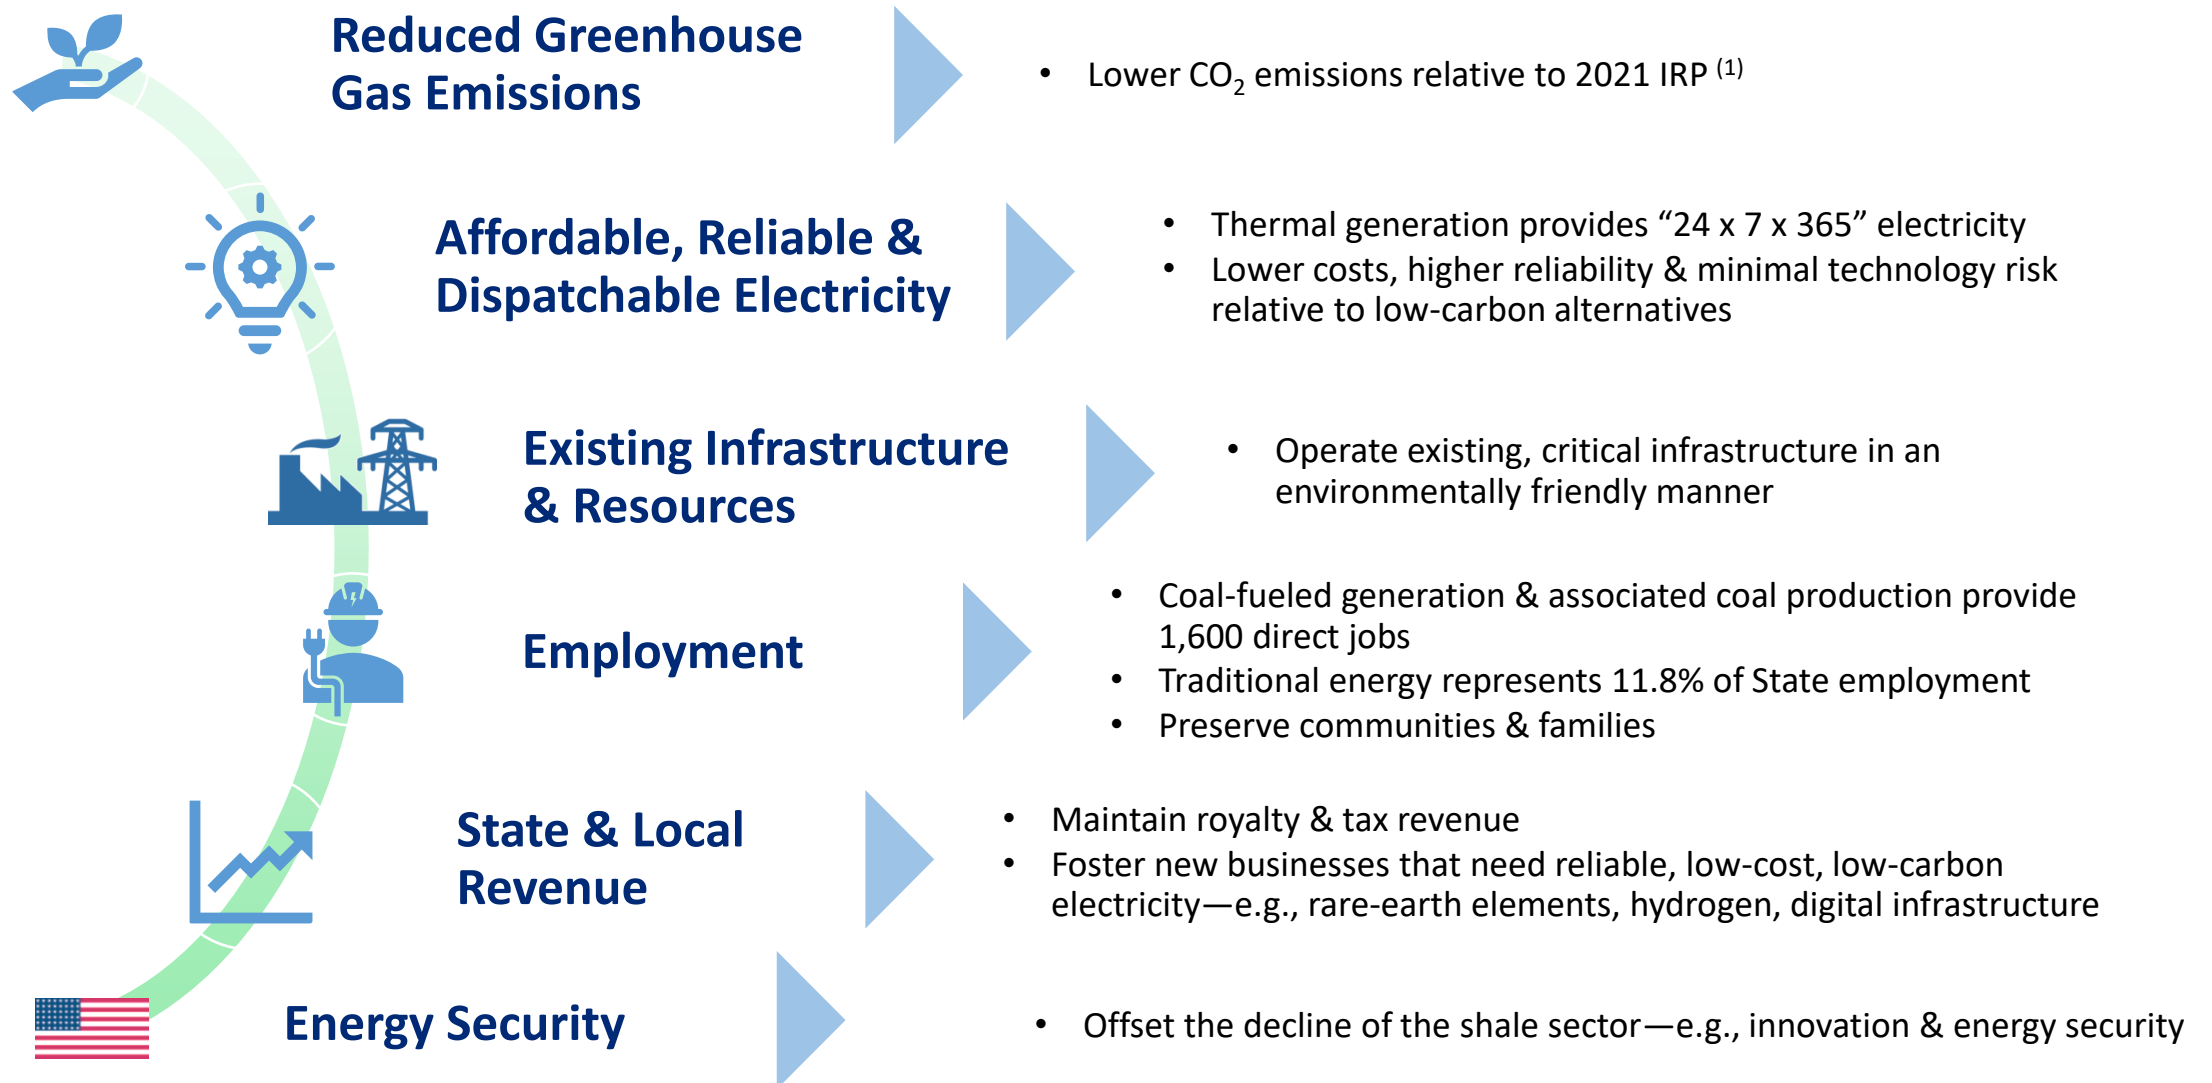 Reduced Greenhouse
Gas Emissions
• Lower CO₂ emissions relative to 2021 IRP ⁽¹⁾
Affordable, Reliable &
Dispatchable Electricity
• Thermal generation provides “24 x 7 x 365” electricity
• Lower costs, higher reliability & minimal technology risk
relative to low-carbon alternatives
Existing Infrastructure
& Resources
• Operate existing, critical infrastructure in an
environmentally friendly manner
Employment
• Coal-fueled generation & associated coal production provide
1,600 direct jobs
• Traditional energy represents 11.8% of State employment
• Preserve communities & families
State & Local
Revenue
• Maintain royalty & tax revenue
• Foster new businesses that need reliable, low-cost, low-carbon
electricity—e.g., rare-earth elements, hydrogen, digital infrastructure
Energy Security
• Offset the decline of the shale sector—e.g., innovation & energy security